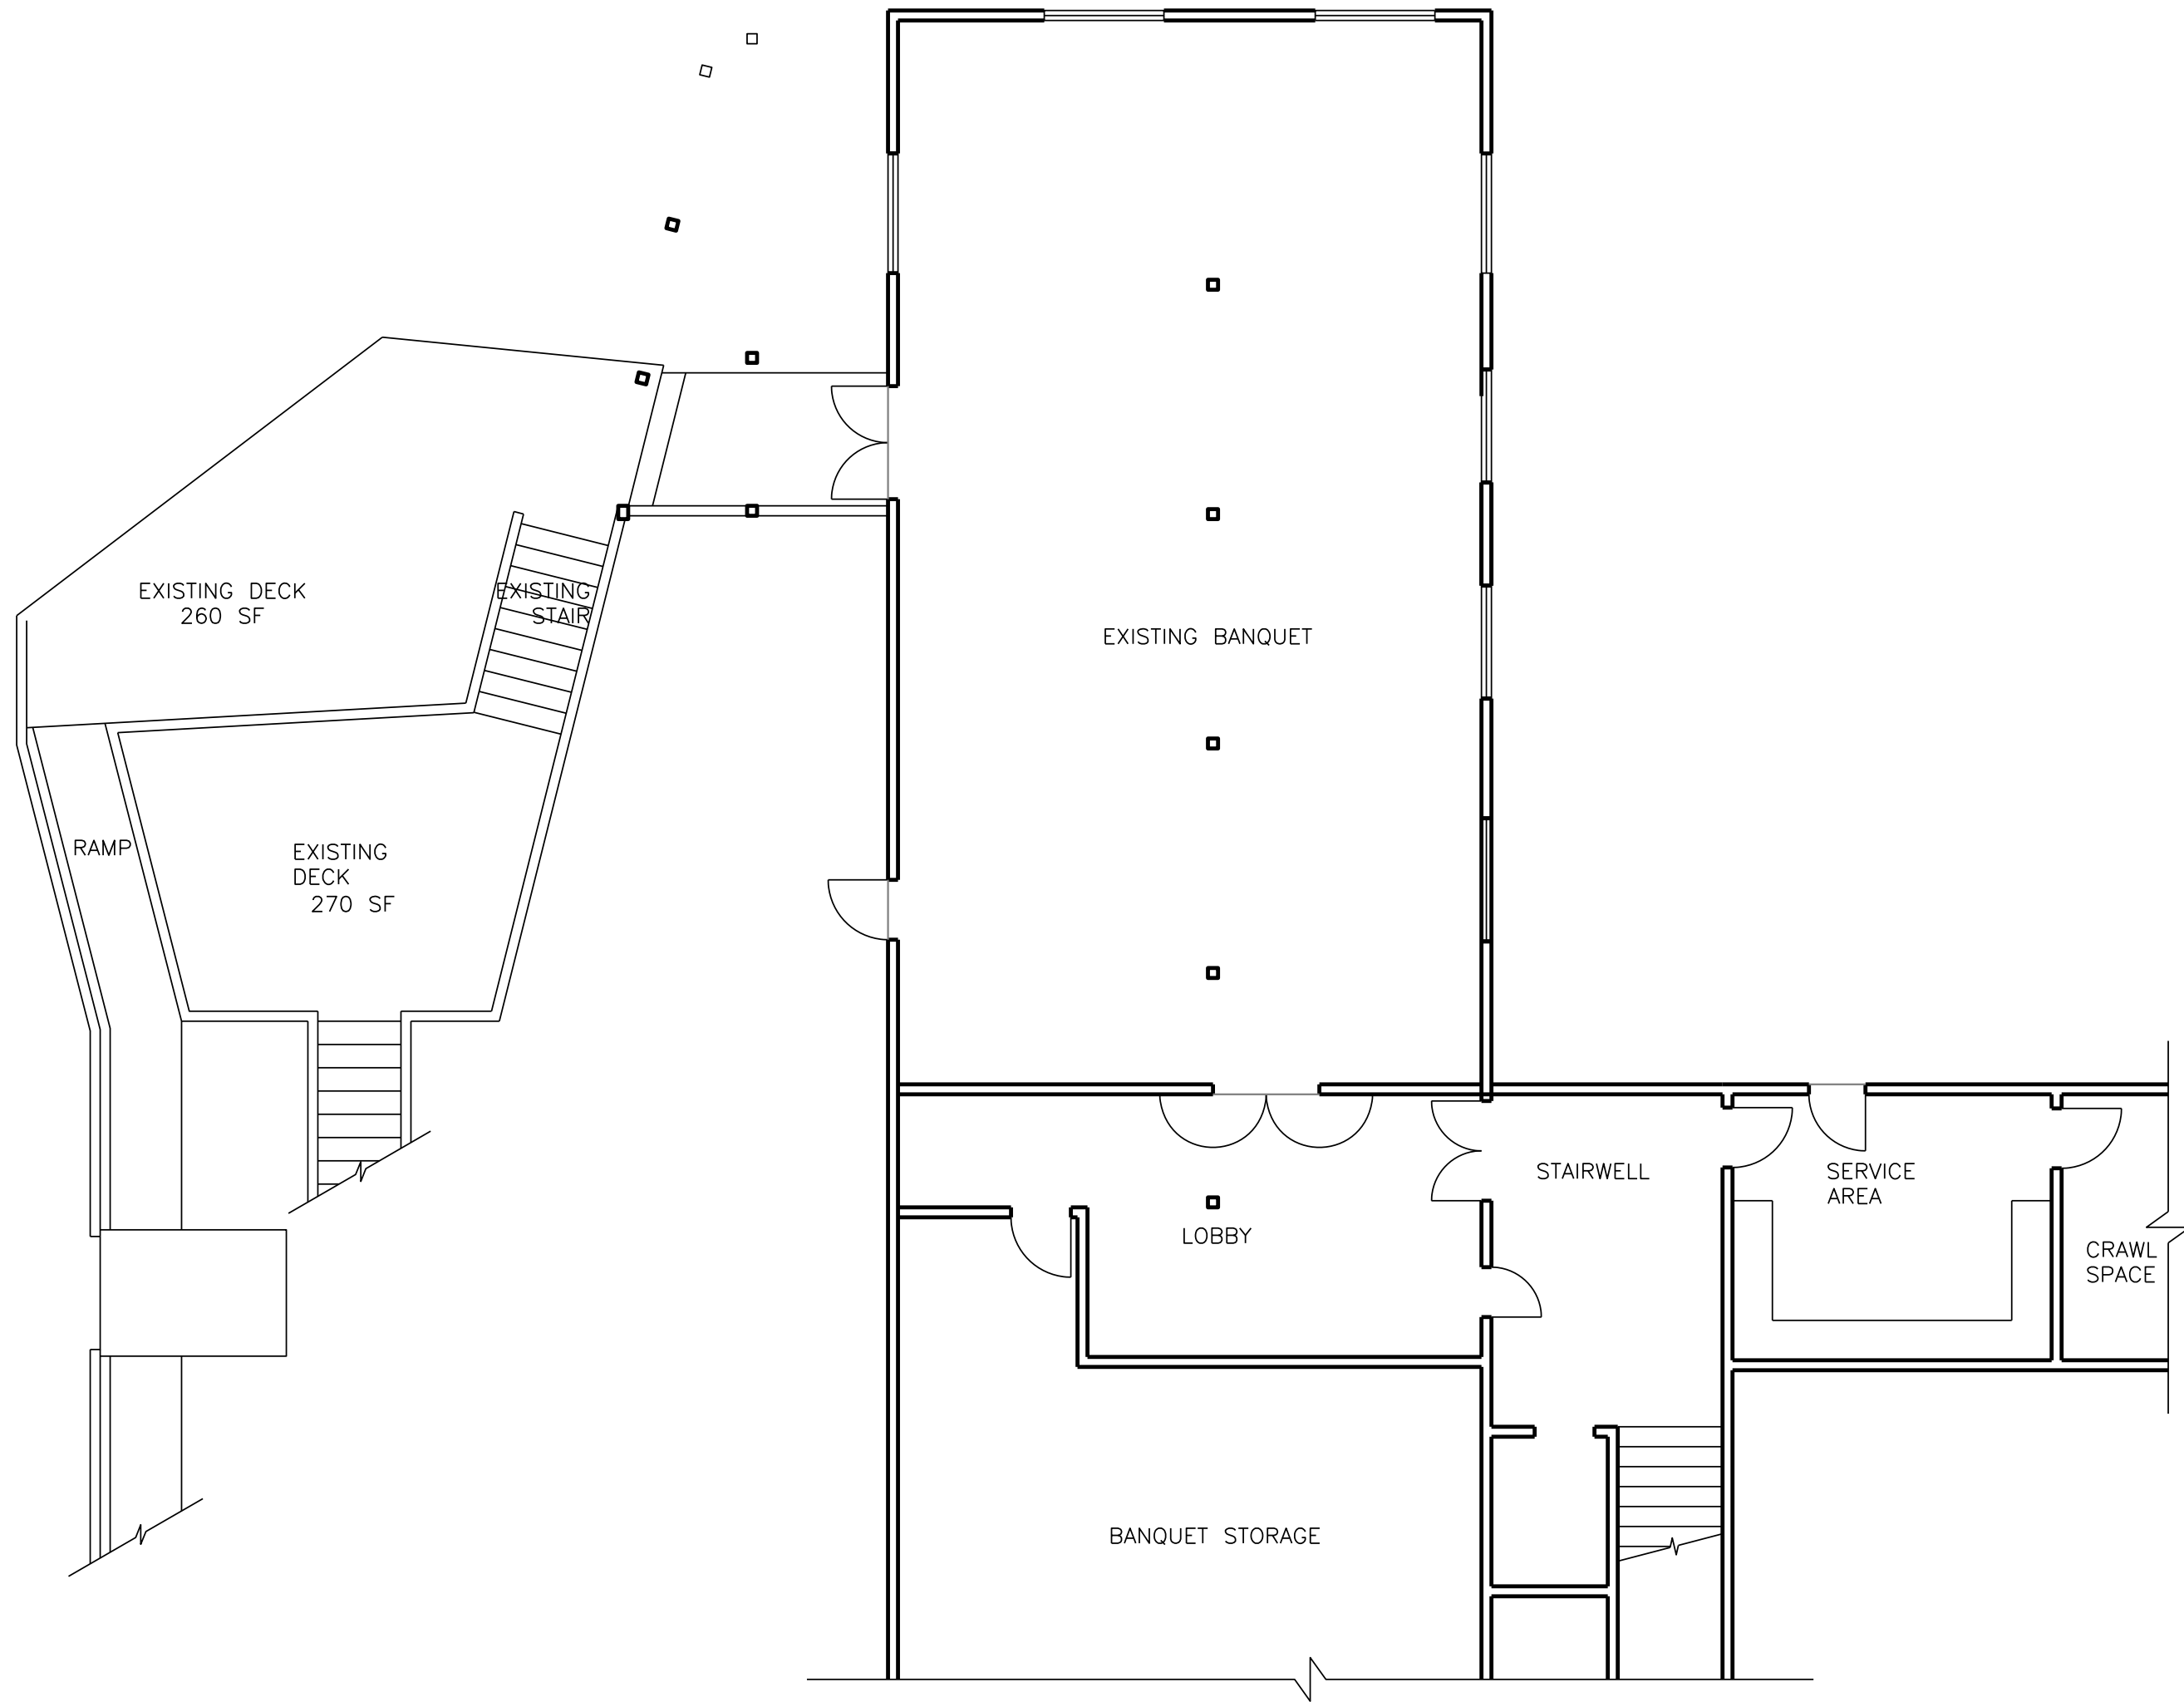 EXISTING DECK
260 SF
EXISTING
STAIR
EXISTING BANQUET
RAMP
EXISTING
DECK
270 SF
STAIRWELL
SERVICE
AREA
LOBBY
CRAWL
SPACE
BANQUET STORAGE